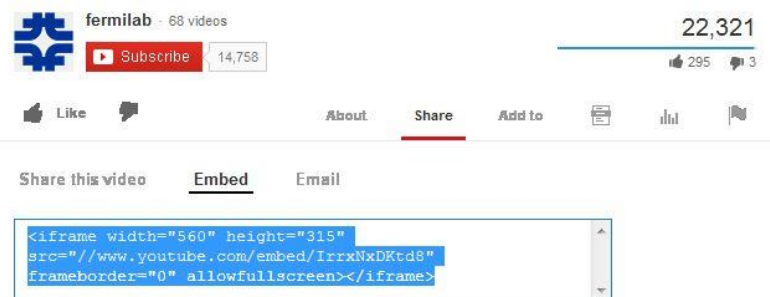 fermilab · 68 videos
Subscribe 14,758
22,321
295 3
Like
About Share Add to
Share this video Embed Email
<iframe width="560" height="315"
src="//www.youtube.com/embed/IrrxNxDKtd8"
frameborder="0" allowfullscreen></iframe>